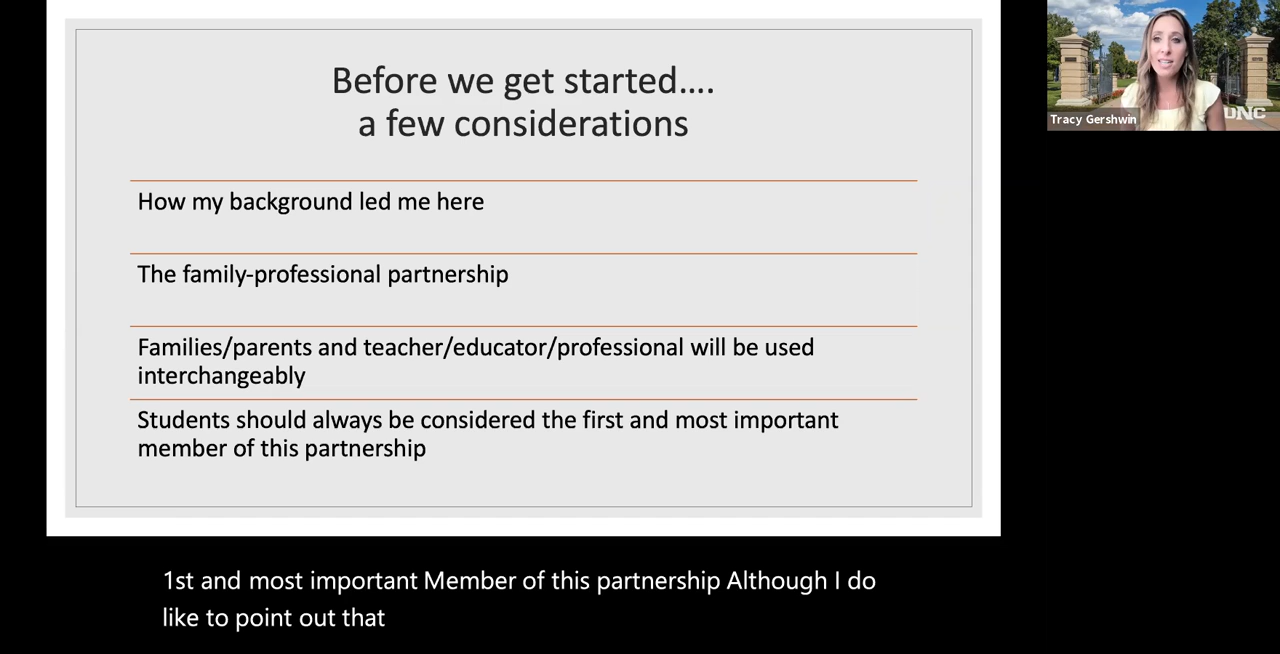 Before we get started....
a few considerations
How my background led me here
The family-professional partnership
Families/parents and teacher/educator/professional will be used
interchangeably
Students should always be considered the first and most important
member of this partnership
Tracy Gershwin
UNC
1st and most important Member of this partnership Although I do
like to point out that